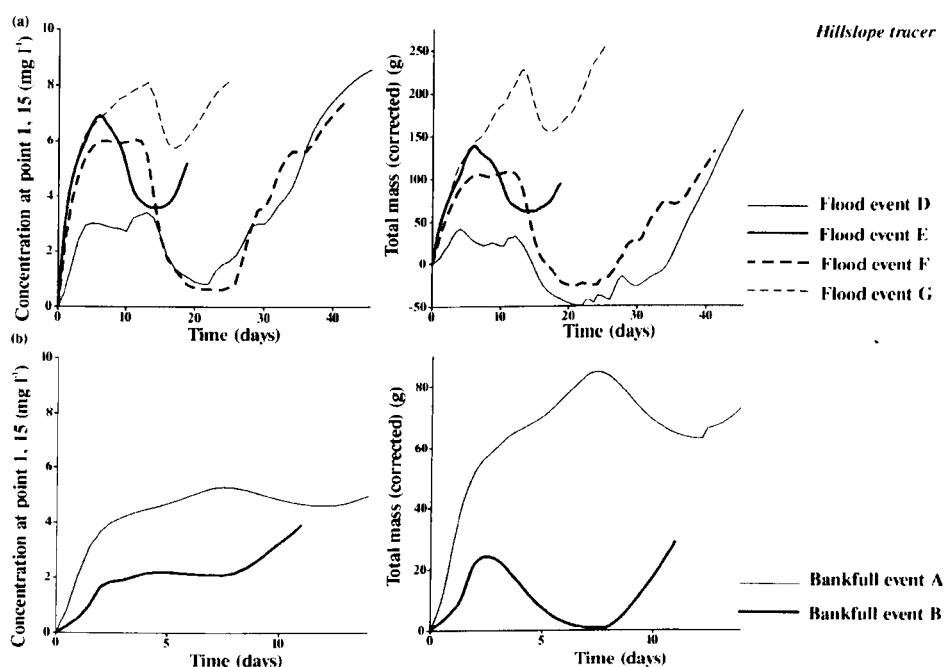 (a)
Hillslope tracer
Concentration at point 1, 15 (mg l⁻¹)
10
8
6
4
2
0
0 10 20 30 40
Time (days)
Total mass (corrected) (g)
250
200
150
100
50
0
-50
0 10 20 30 40
Time (days)
Flood event D
Flood event E
Flood event F
Flood event G
(b)
Concentration at point 1, 15 (mg l⁻¹)
10
8
6
4
2
0
0 5 10
Time (days)
Total mass (corrected) (g)
80
60
40
20
0
0 5 10
Time (days)
Bankfull event A
Bankfull event B